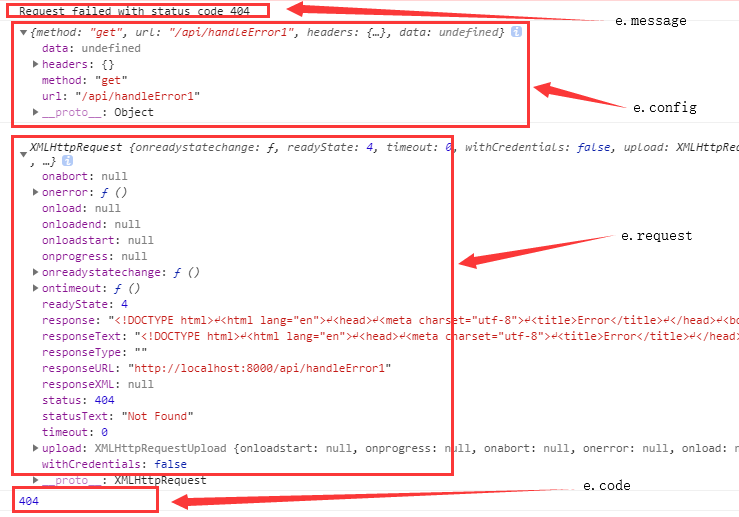 Request failed with status code 404
e.message
{method: "get", url: "/api/handleError1", headers: {…}, data: undefined}
data: undefined
headers: {}
method: "get"
url: "/api/handleError1"
__proto__: Object
e.config
XMLHttpRequest {onreadystatechange: ƒ, readyState: 4, timeout: 0, withCredentials: false, upload: XMLHttpReq
, …}
onabort: null
onerror: ƒ ()
onload: null
onloadend: null
onloadstart: null
onprogress: null
e.request
onreadystatechange: ƒ ()
ontimeout: ƒ ()
readyState: 4
response: "<!DOCTYPE html>↵<html lang="en">↵<head>↵<meta charset="utf-8">↵<title>Error</title>↵</head>↵<bo
responseText: "<!DOCTYPE html>↵<html lang="en">↵<head>↵<meta charset="utf-8">↵<title>Error</title>↵</head>
responseType: ""
responseURL: "http://localhost:8000/api/handleError1"
responseXML: null
status: 404
statusText: "Not Found"
timeout: 0
upload: XMLHttpRequestUpload {onloadstart: null, onprogress: null, onabort: null, onerror: null, onload: n
withCredentials: false
__proto__: XMLHttpRequest
e.code
404